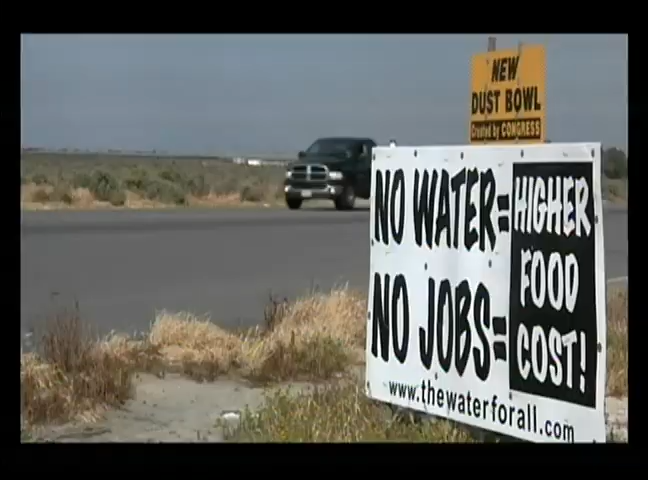 NEW
DUST BOWL
Created by CONGRESS
NO WATER=
NO JOBS=
HIGHER
FOOD
COST!
www.thewaterforall.com